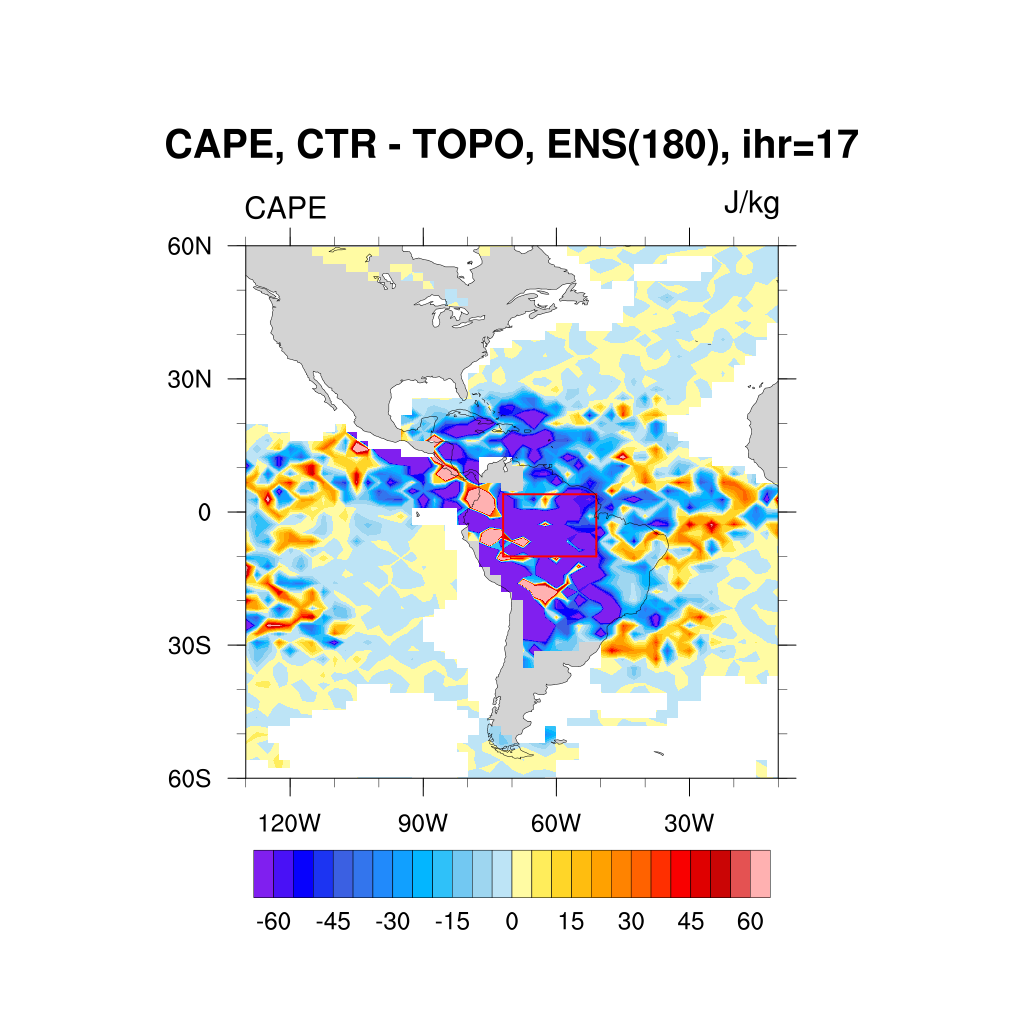 CAPE, CTR - TOPO, ENS(180), ihr=17
CAPE J/kg
60N
30N
0
30S
60S
120W 90W 60W 30W
-60 -45 -30 -15 0 15 30 45 60